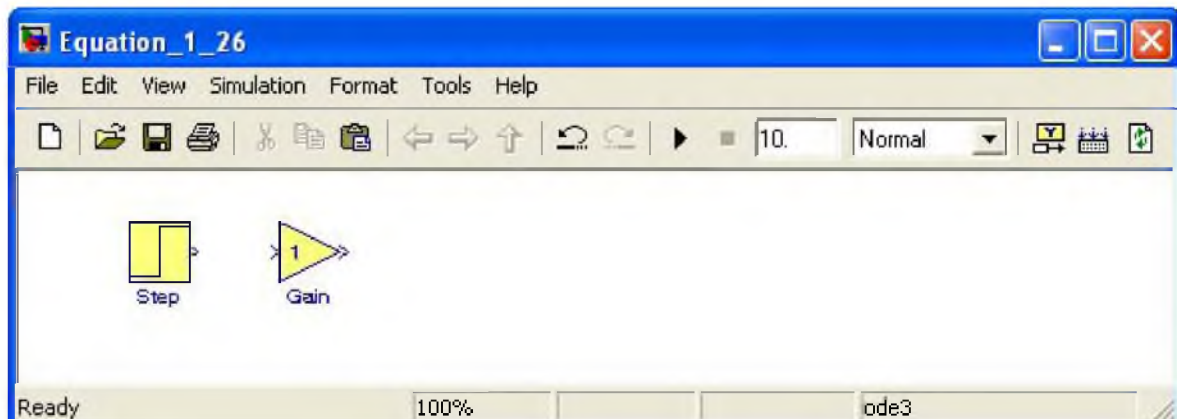 Equation_1_26
File Edit View Simulation Format Tools Help
10. Normal
1
Step Gain
Ready 100% ode3